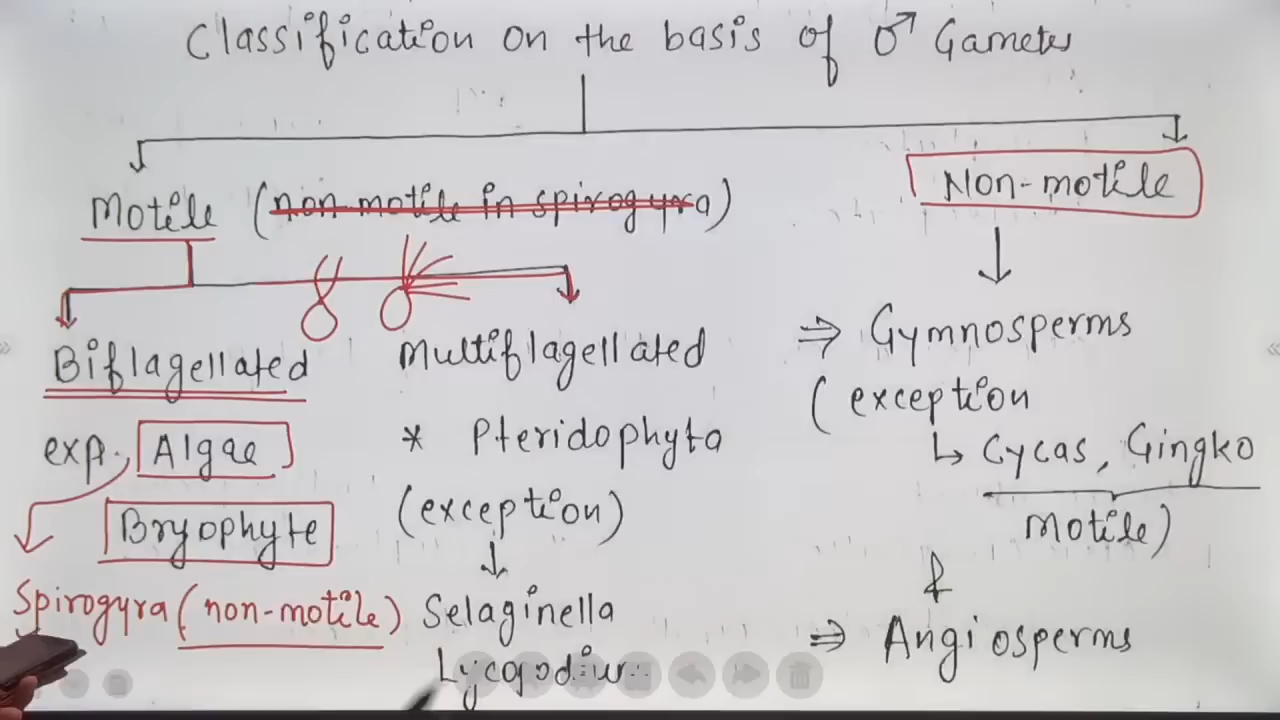 Classification on the basis of ♂ Gametes
Motile (non-motile in spirogyra)
Non-motile
Biflagellated
Multiflagellated
⇒ Gymnosperms
(exception
↳ Cycas, Gingko
Motile)
exp. Algae
* Pteridophyta
Bryophyte
(exception)
&
Spirogyra (non-motile)
Selaginella
⇒ Angiosperms